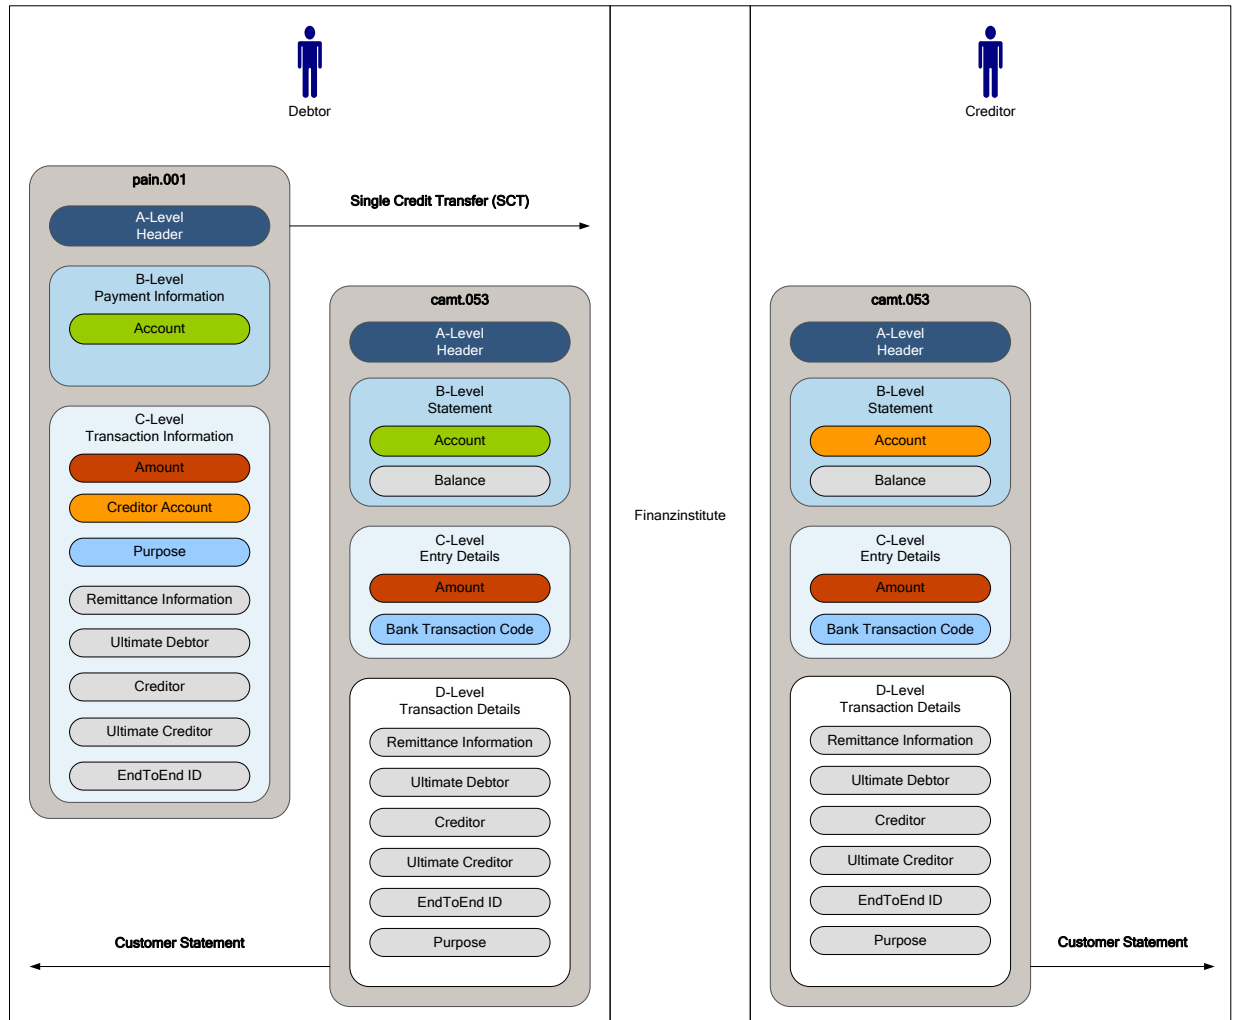 Debtor
Creditor
pain.001
A-Level
Header
B-Level
Payment Information
Account
C-Level
Transaction Information
Amount
Creditor Account
Purpose
Remittance Information
Ultimate Debtor
Creditor
Ultimate Creditor
EndToEnd ID
Single Credit Transfer (SCT)
camt.053
A-Level
Header
B-Level
Statement
Account
Balance
C-Level
Entry Details
Amount
Bank Transaction Code
D-Level
Transaction Details
Remittance Information
Ultimate Debtor
Creditor
Ultimate Creditor
EndToEnd ID
Purpose
Customer Statement
Finanzinstitute
camt.053
A-Level
Header
B-Level
Statement
Account
Balance
C-Level
Entry Details
Amount
Bank Transaction Code
D-Level
Transaction Details
Remittance Information
Ultimate Debtor
Creditor
Ultimate Creditor
EndToEnd ID
Purpose
Customer Statement